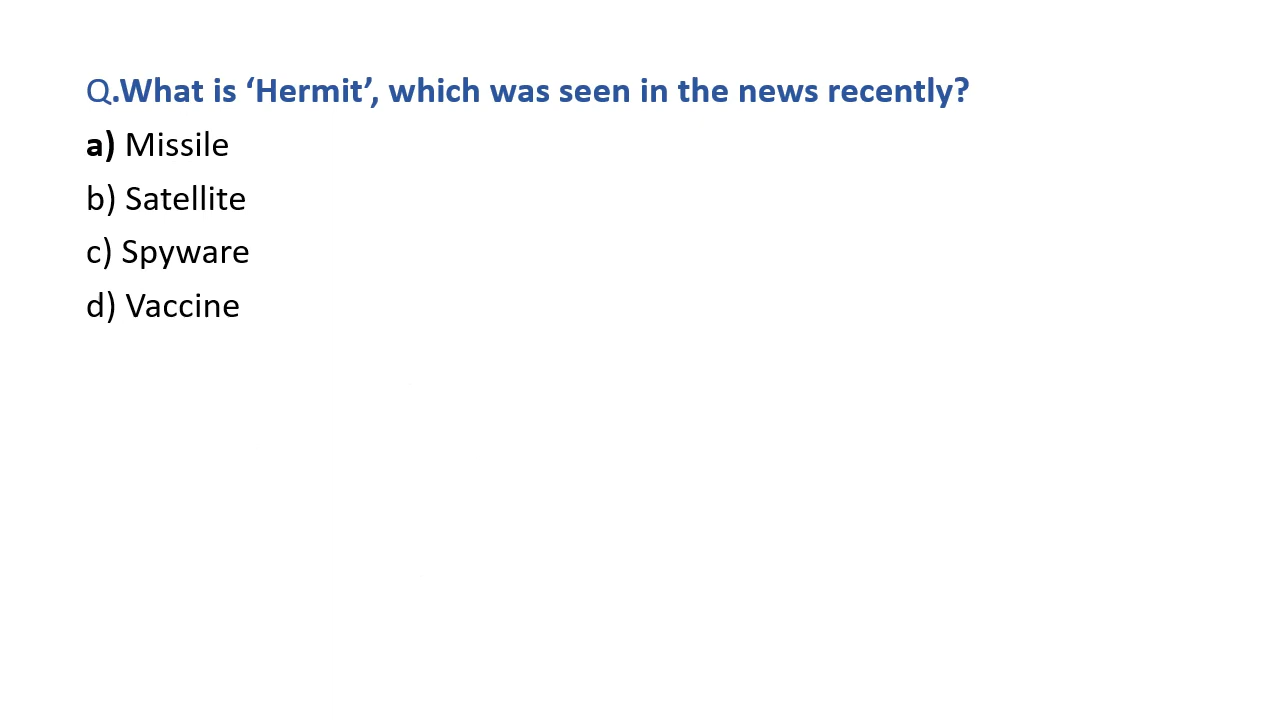 Q.What is ‘Hermit’, which was seen in the news recently?
a) Missile
b) Satellite
c) Spyware
d) Vaccine